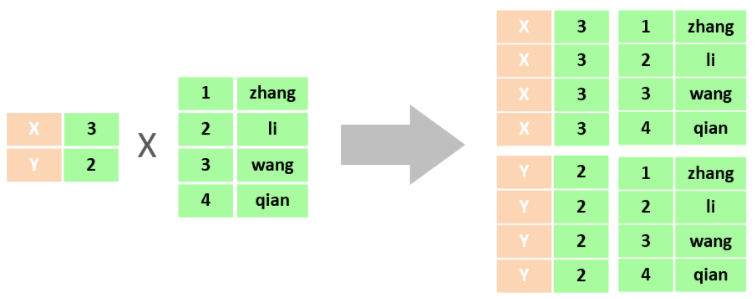 X 3
Y 2
X
1 zhang
2 li
3 wang
4 qian
X 3 1 zhang
X 3 2 li
X 3 3 wang
X 3 4 qian
Y 2 1 zhang
Y 2 2 li
Y 2 3 wang
Y 2 4 qian